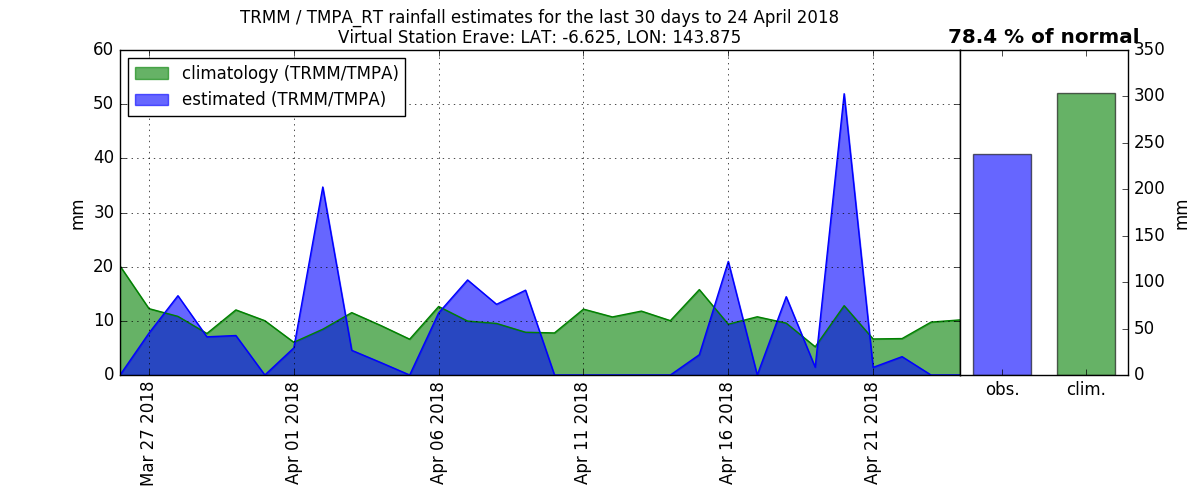 TRMM / TMPA_RT rainfall estimates for the last 30 days to 24 April 2018
Virtual Station Erave: LAT: -6.625, LON: 143.875
78.4 % of normal
climatology (TRMM/TMPA)
estimated (TRMM/TMPA)
60
50
40
30
20
10
0
mm
Mar 27 2018
Apr 01 2018
Apr 06 2018
Apr 11 2018
Apr 16 2018
Apr 21 2018
350
300
250
200
150
100
50
0
mm
obs.
clim.